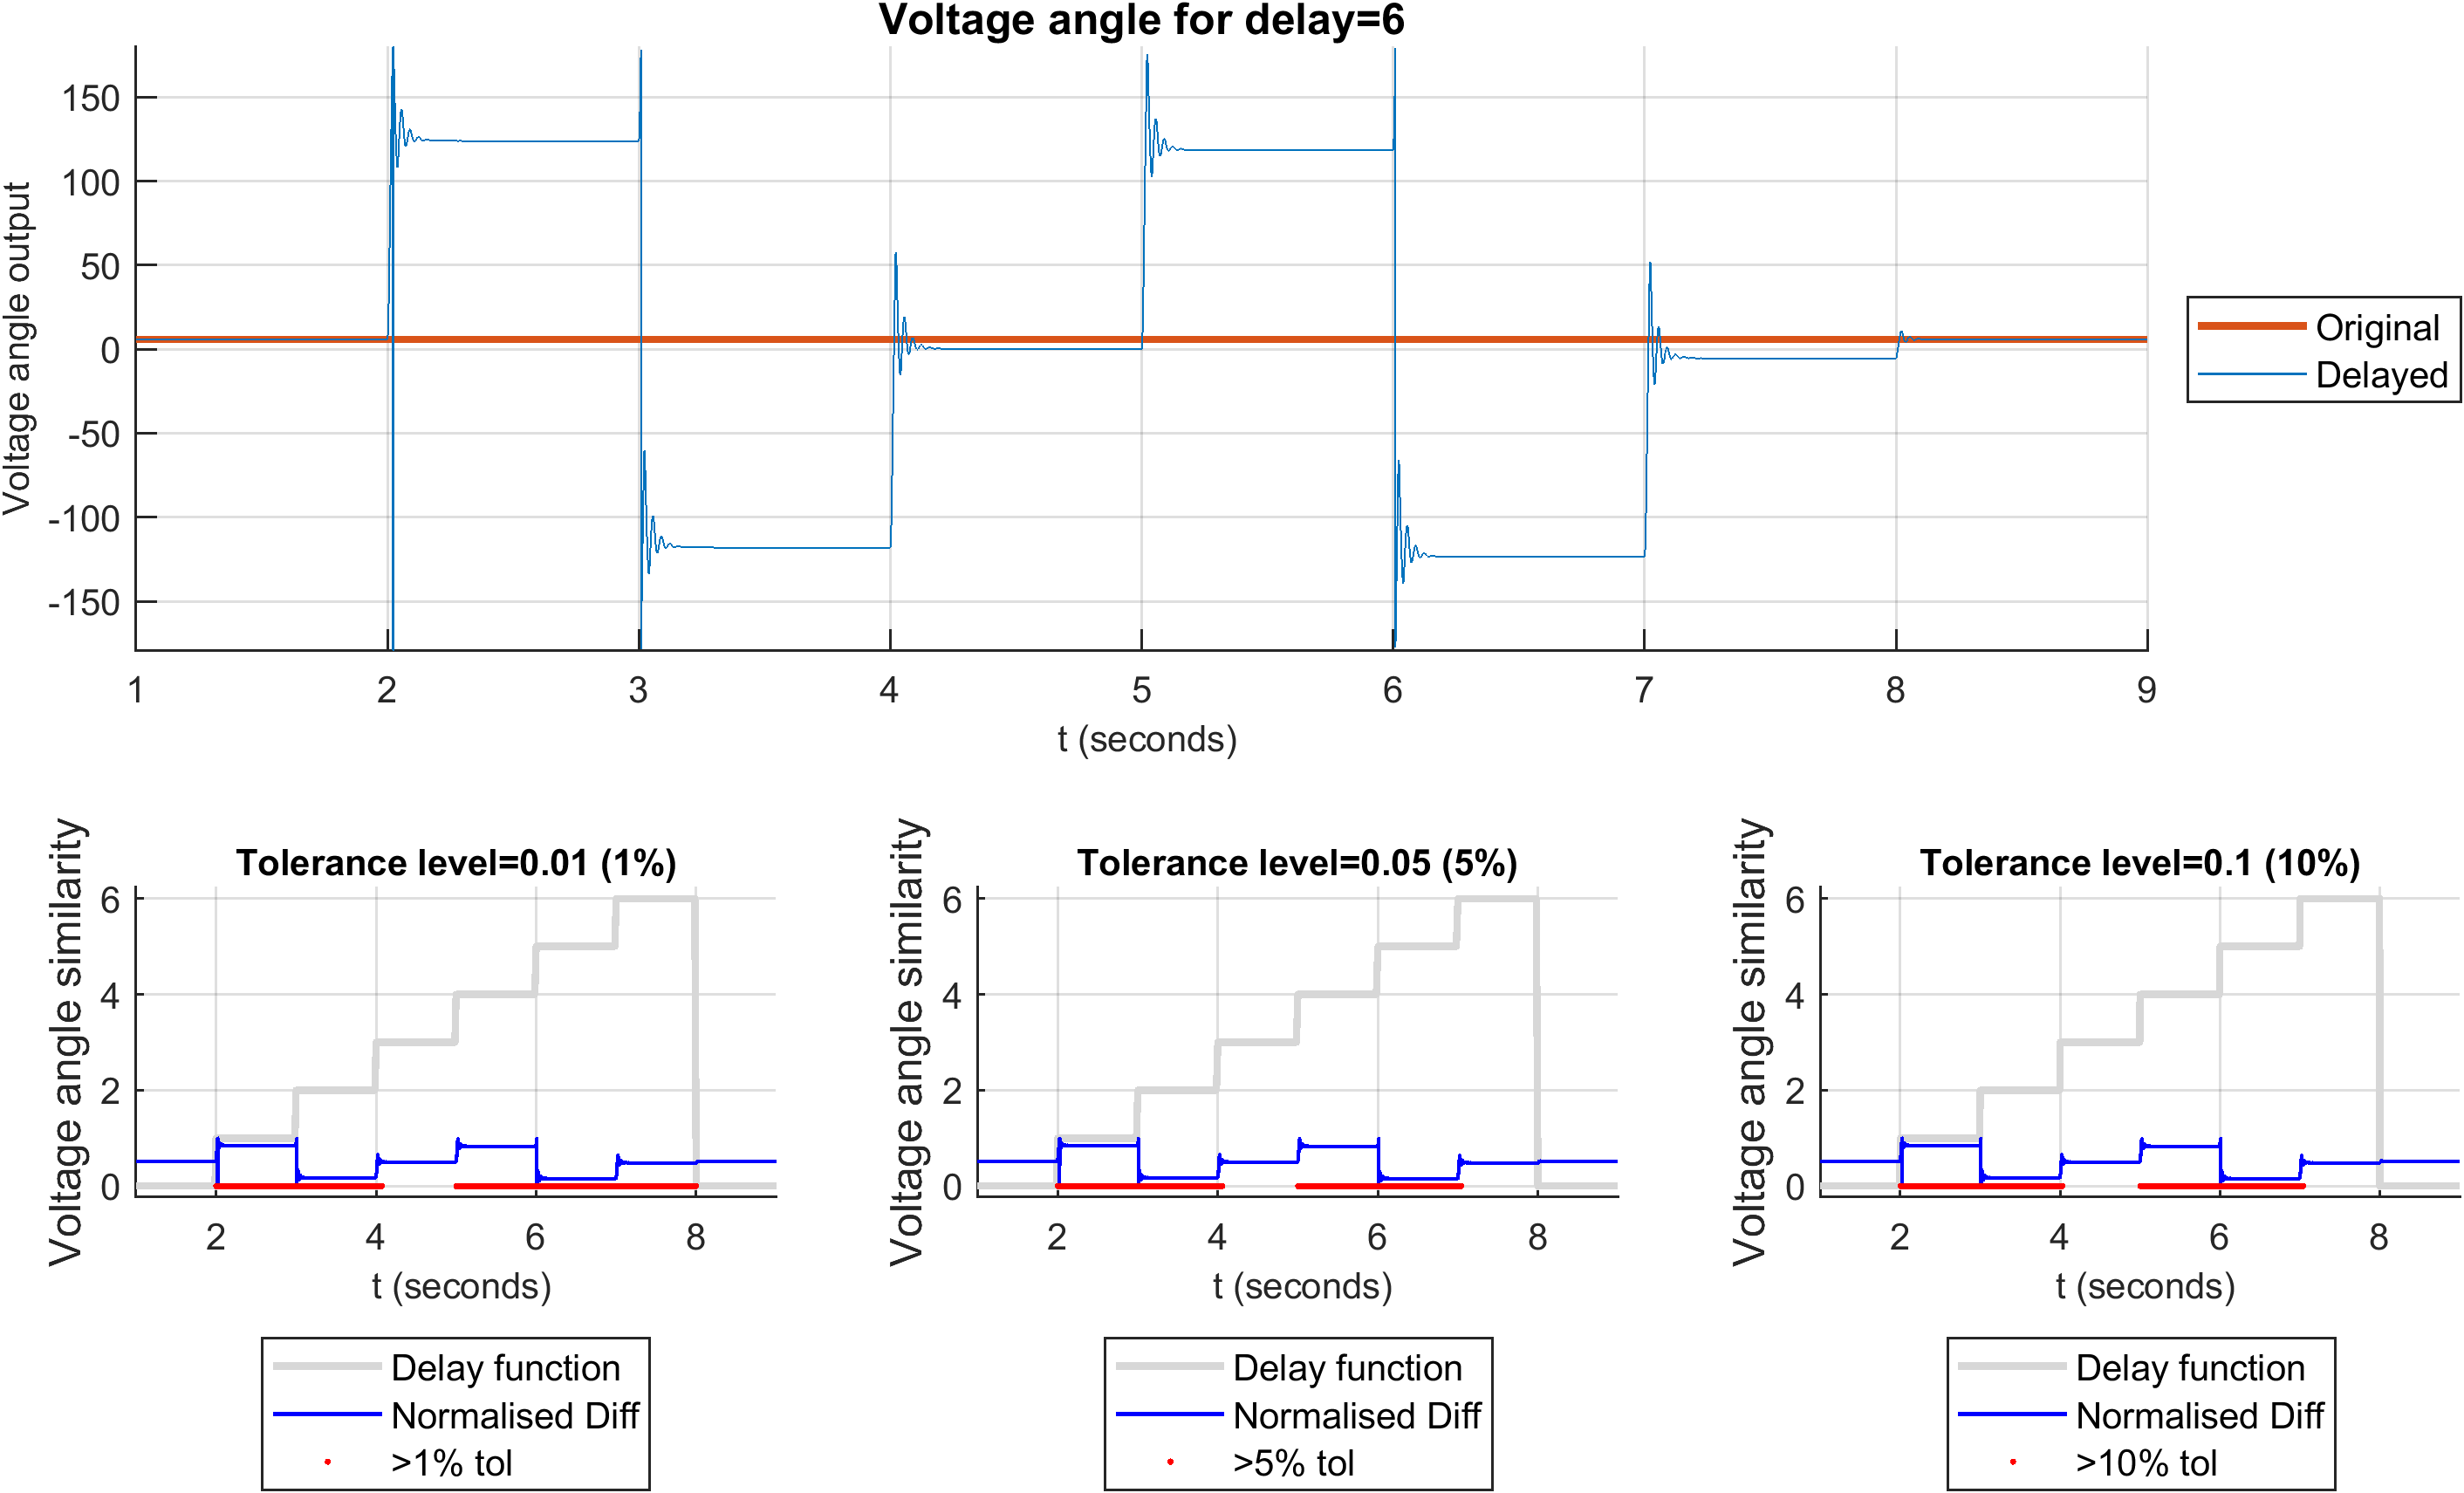 Voltage angle for delay=6
Voltage angle output
150
100
50
0
-50
-100
-150
1 2 3 4 5 6 7 8 9
t (seconds)
Original
Delayed
Tolerance level=0.01 (1%)
Voltage angle similarity
6
4
2
0
2 4 6 8
t (seconds)
Delay function
Normalised Diff
>1% tol
Tolerance level=0.05 (5%)
Voltage angle similarity
6
4
2
0
2 4 6 8
t (seconds)
Delay function
Normalised Diff
>5% tol
Tolerance level=0.1 (10%)
Voltage angle similarity
6
4
2
0
2 4 6 8
t (seconds)
Delay function
Normalised Diff
>10% tol